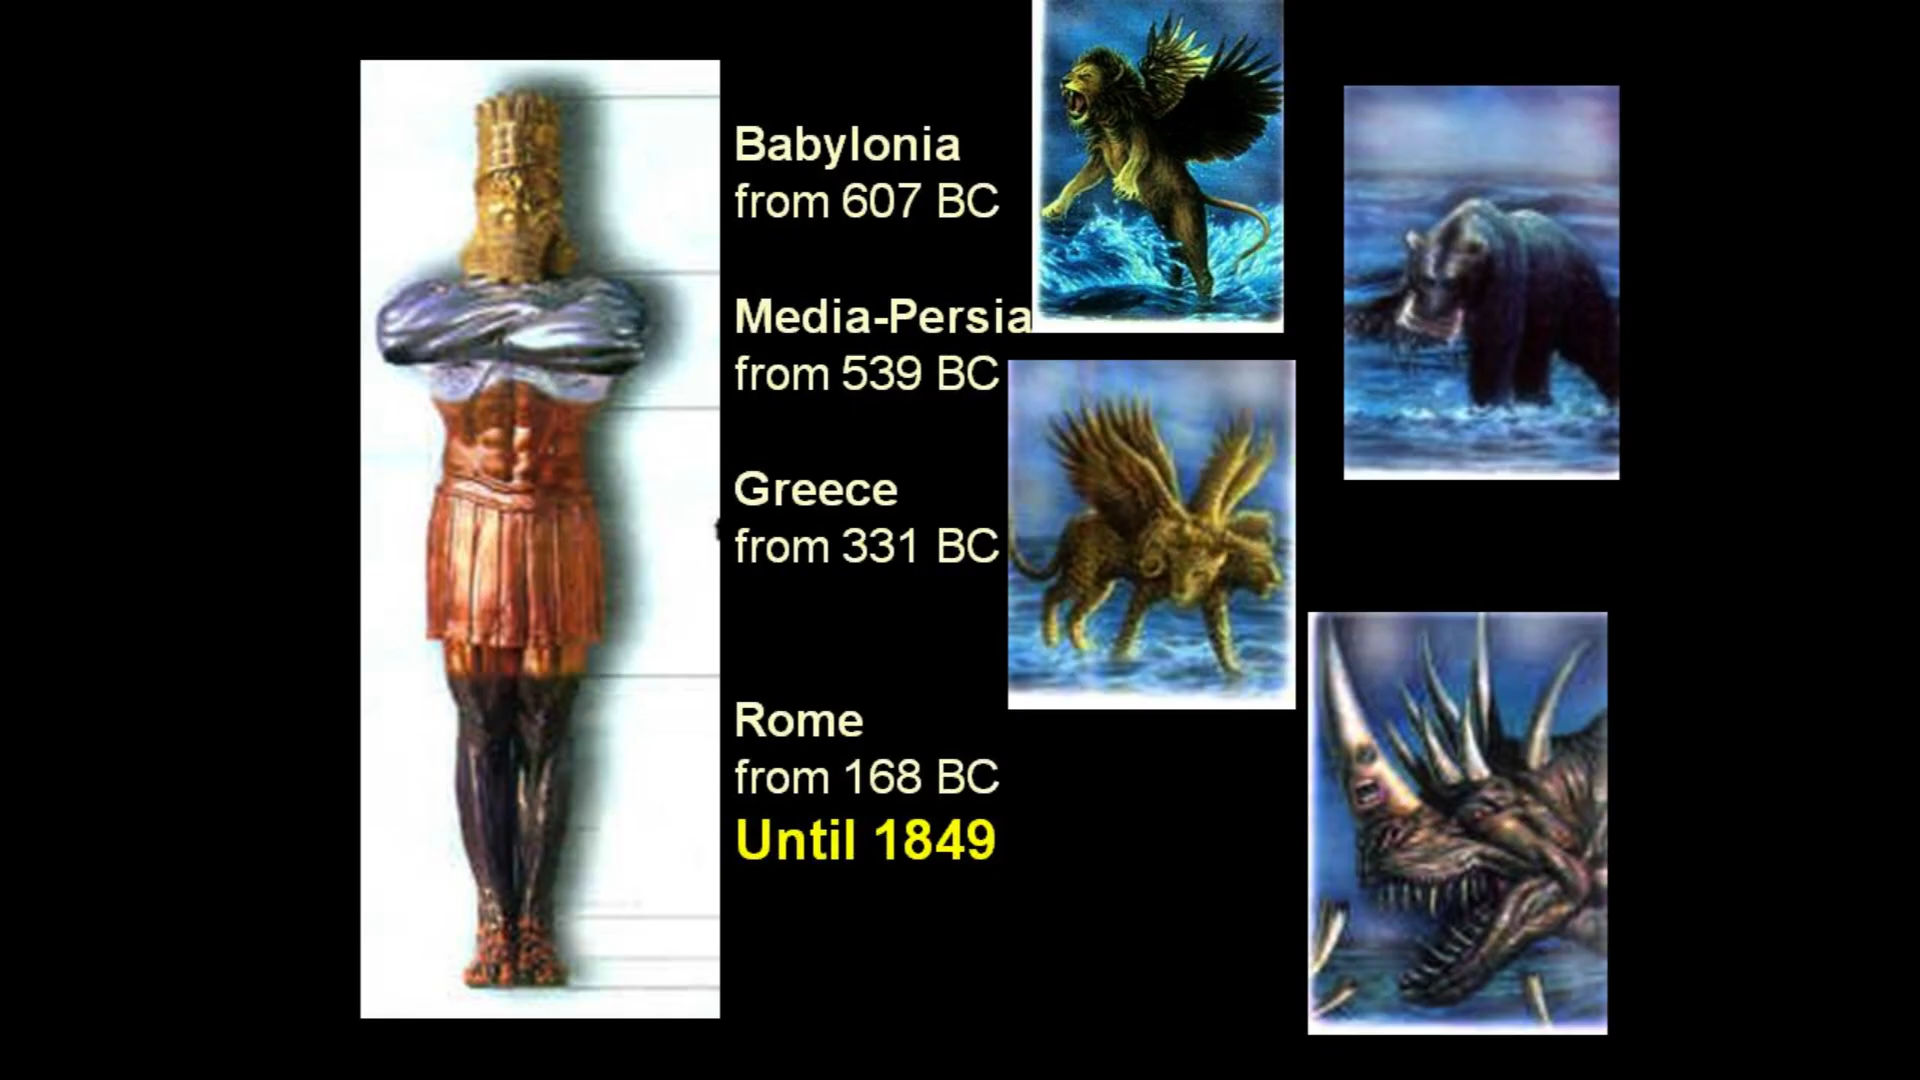 Babylonia
from 607 BC
Media-Persia
from 539 BC
Greece
from 331 BC
Rome
from 168 BC
Until 1849